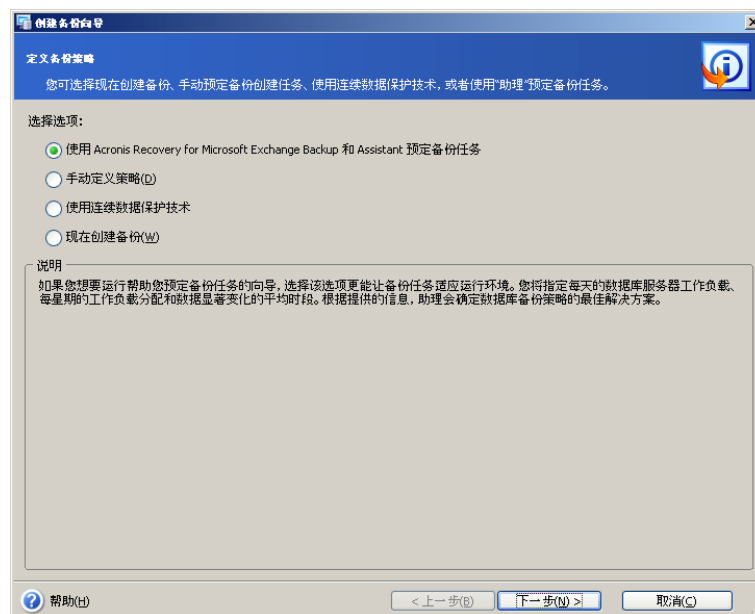 创建备份向导
定义备份策略
您可选择现在创建备份、手动预定备份创建任务、使用连续数据保护技术，或者使用“助理”预定备份任务。
选择选项:
使用 Acronis Recovery for Microsoft Exchange Backup 和 Assistant 预定备份任务
手动定义策略(D)
使用连续数据保护技术
现在创建备份(W)
说明
如果您想要运行帮助您预定备份任务的向导，选择该选项更能让备份任务适应运行环境。您将指定每天的数据库服务器工作负载、
每星期的工作负载分配和数据显著变化的平均时段。根据提供的信息，助理会确定数据库备份策略的最佳解决方案。
帮助(H)
< 上一步(B)
下一步(N) >
取消(C)